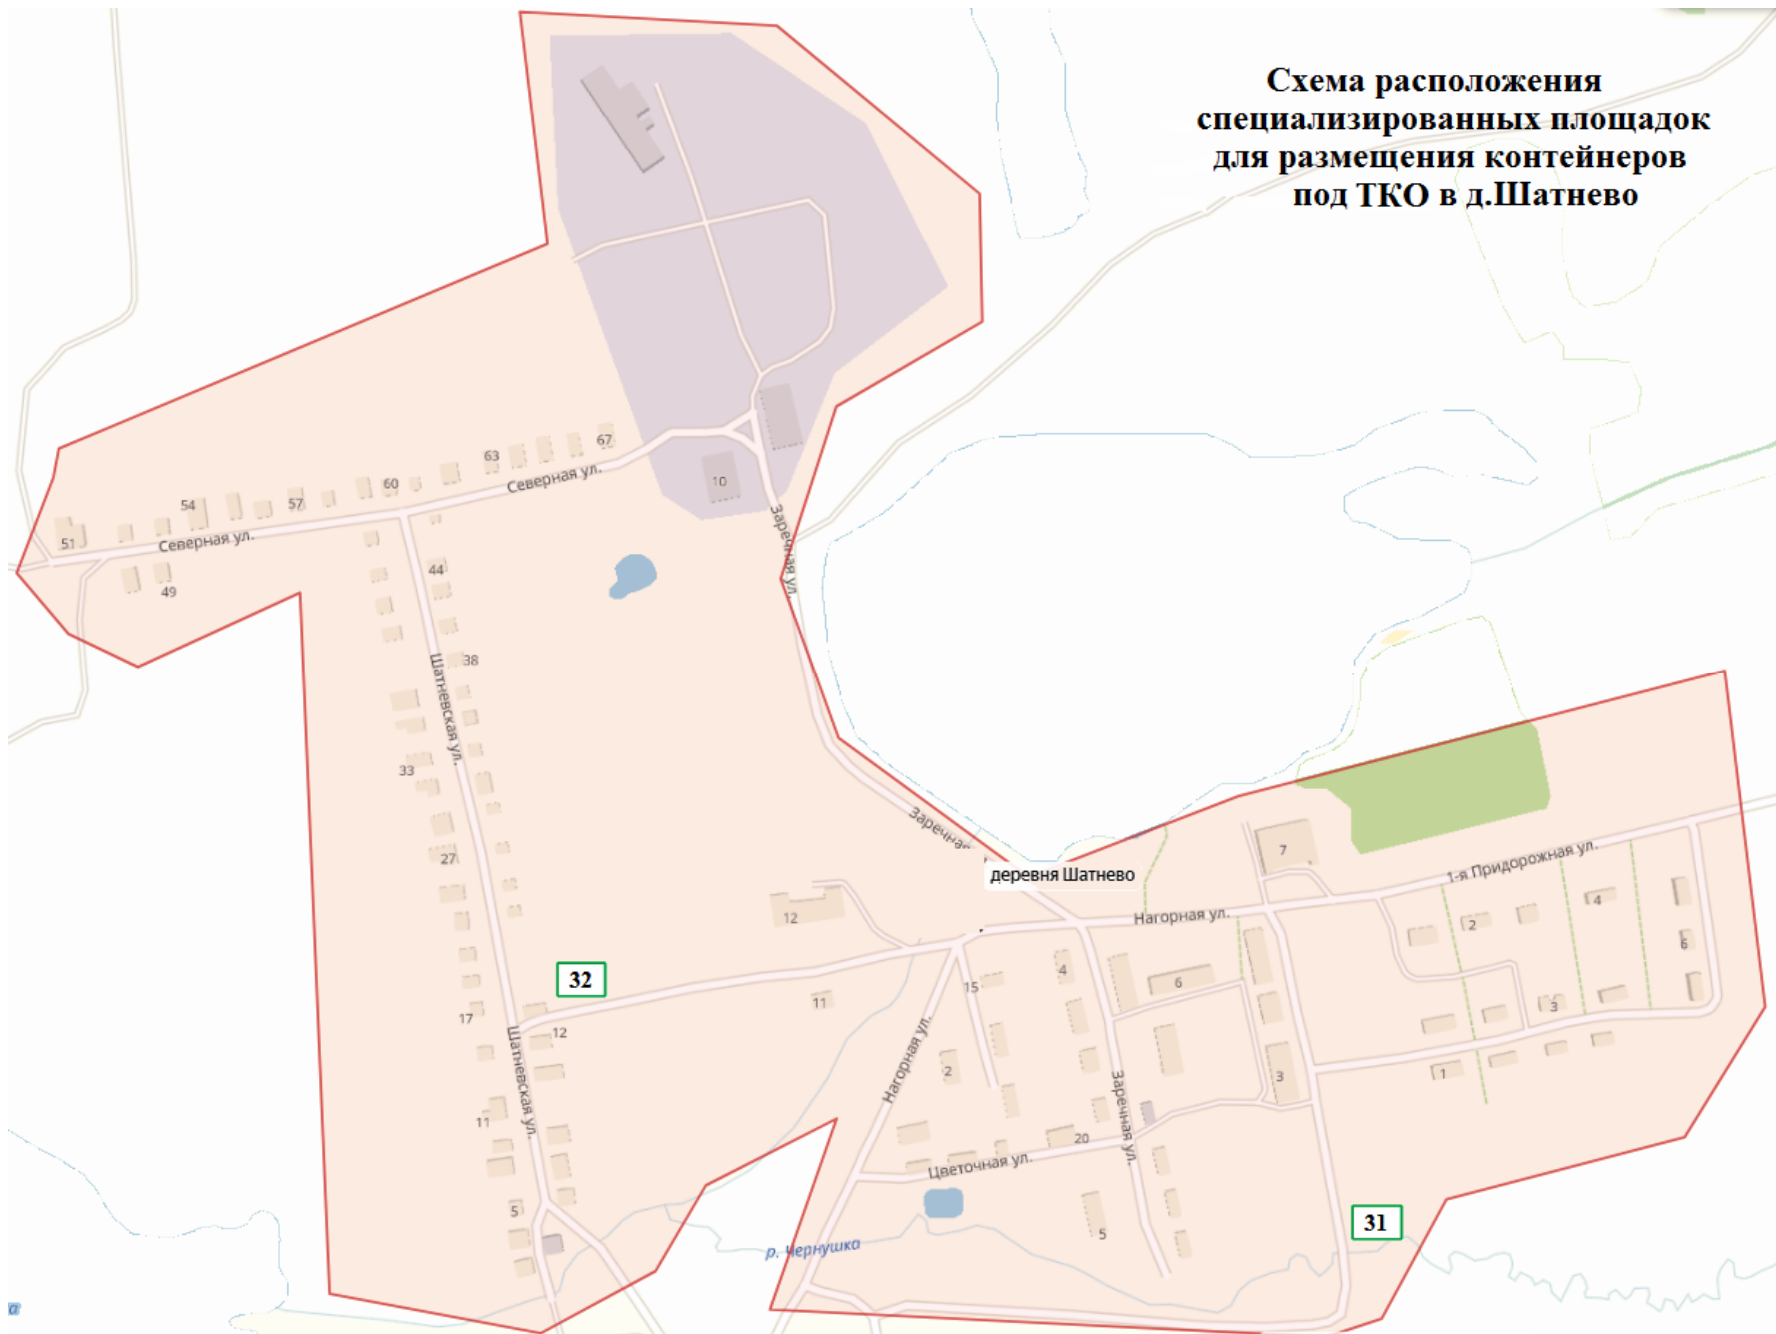 Схема расположения
специализированных площадок
для размещения контейнеров
под ТКО в д.Шатнево
67
63
Северная ул.
10
60
57
54
51
Северная ул.
49
Заречная ул.
44
38
Шатневская ул.
33
27
Заречная
деревня Шатнево
7
1-я Придорожная ул.
Нагорная ул.
12
4
2
6
32
15
4
6
11
3
17
12
Нагорная ул.
2
3
1
Шатневская ул.
Заречная ул.
11
20
Цветочная ул.
5
31
5
р. Чернушка
а